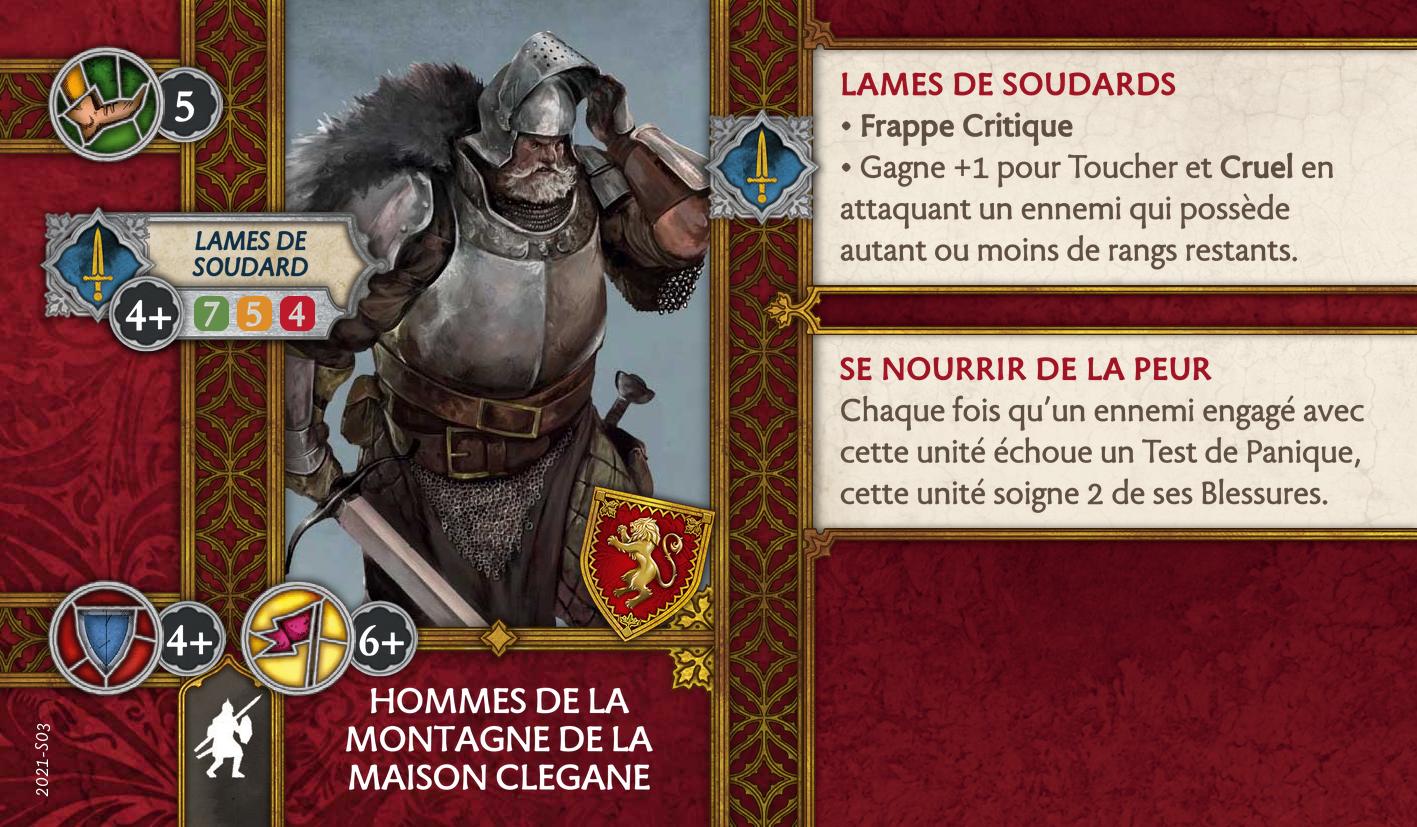 5
LAMES DE
SOUDARD
4+ 7 5 4
4+ 6+
HOMMES DE LA
MONTAGNE DE LA
MAISON CLEGANE
2021-S03
LAMES DE SOUDARDS
• Frappe Critique
• Gagne +1 pour Toucher et Cruel en
attaquant un ennemi qui possède
autant ou moins de rangs restants.
SE NOURRIR DE LA PEUR
Chaque fois qu'un ennemi engagé avec
cette unité échoue un Test de Panique,
cette unité soigne 2 de ses Blessures.